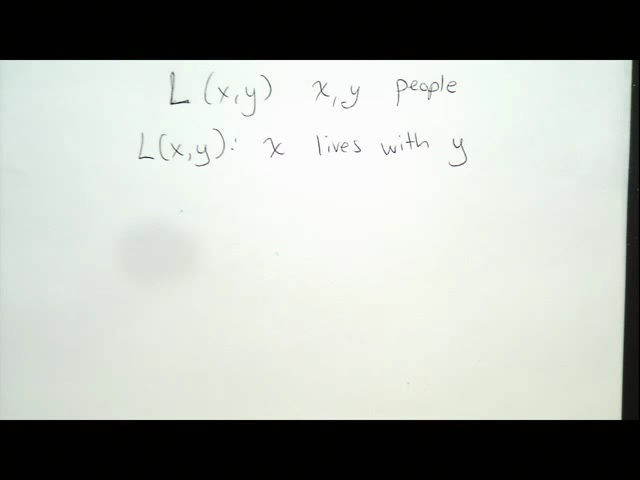 L (x,y) x, y people
L(x,y): x lives with y